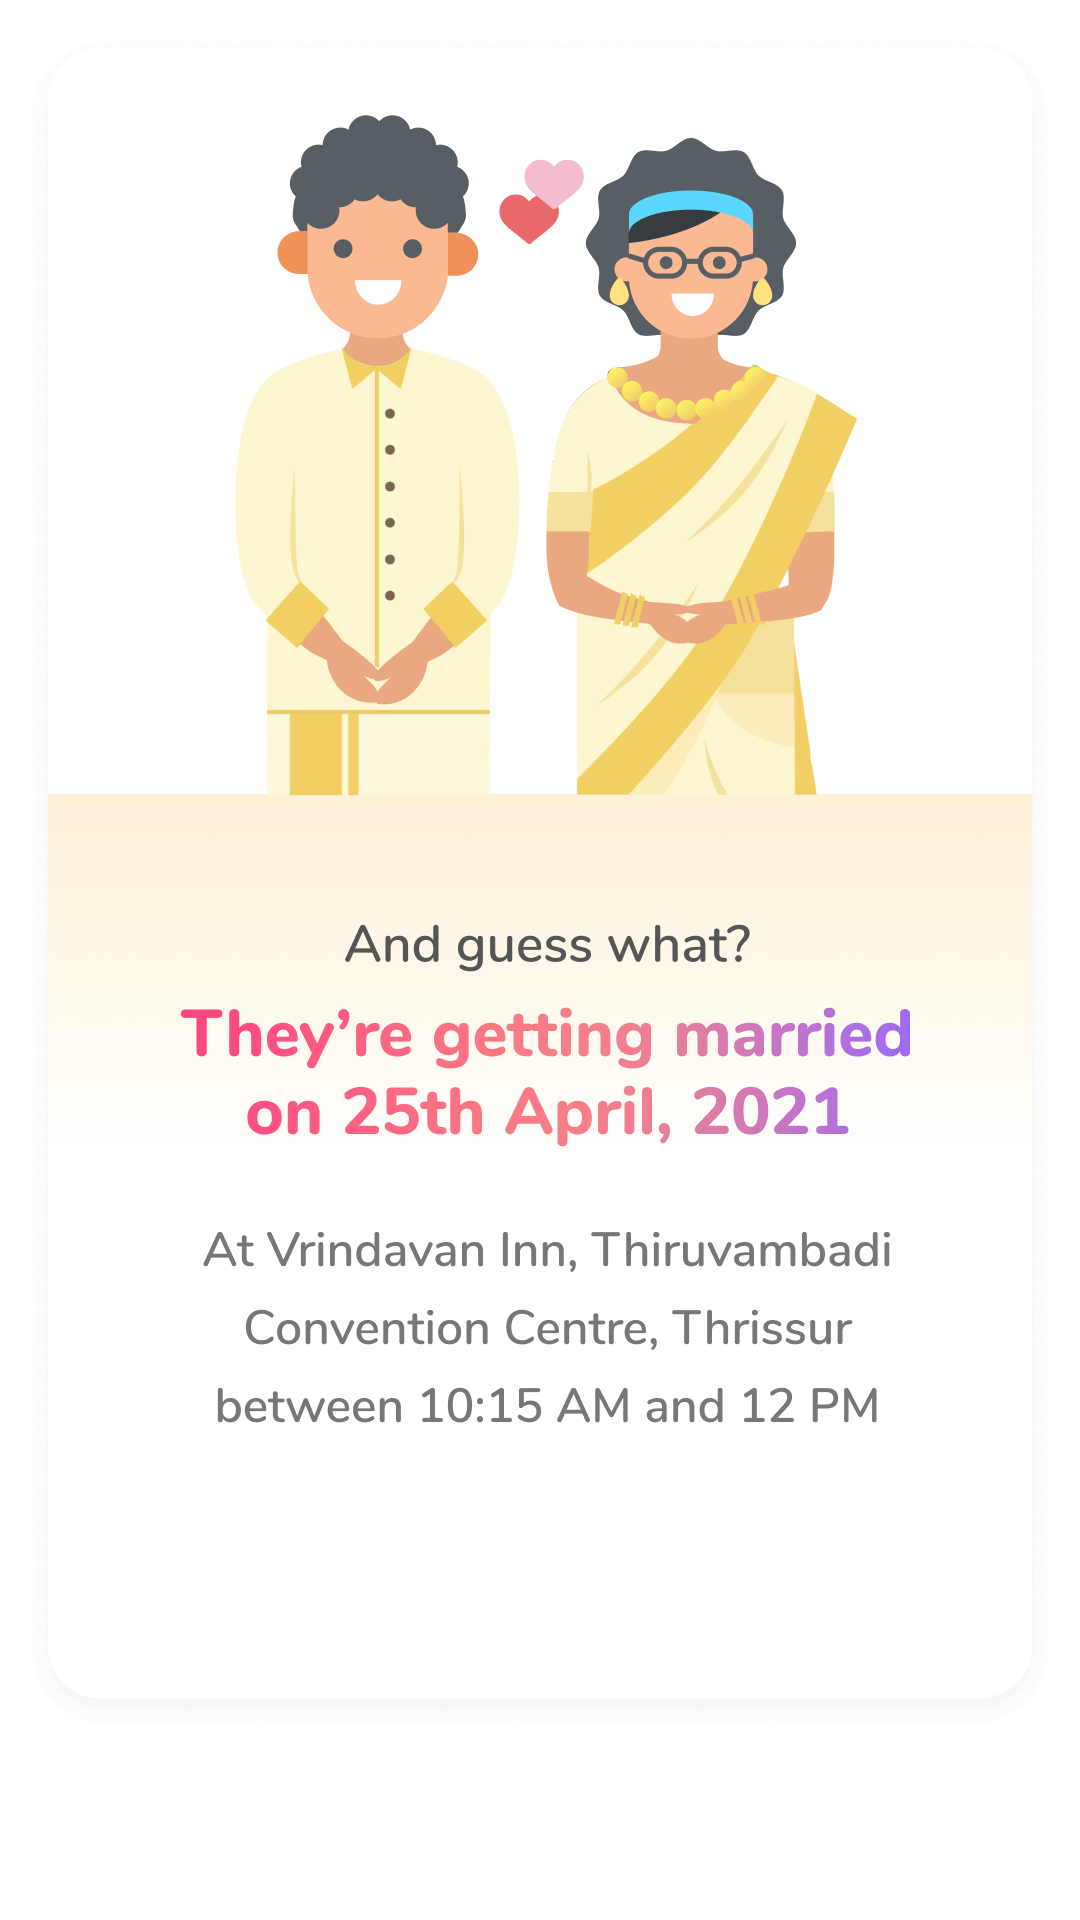 And guess what?
They’re getting married
on 25th April, 2021
At Vrindavan Inn, Thiruvambadi
Convention Centre, Thrissur
between 10:15 AM and 12 PM